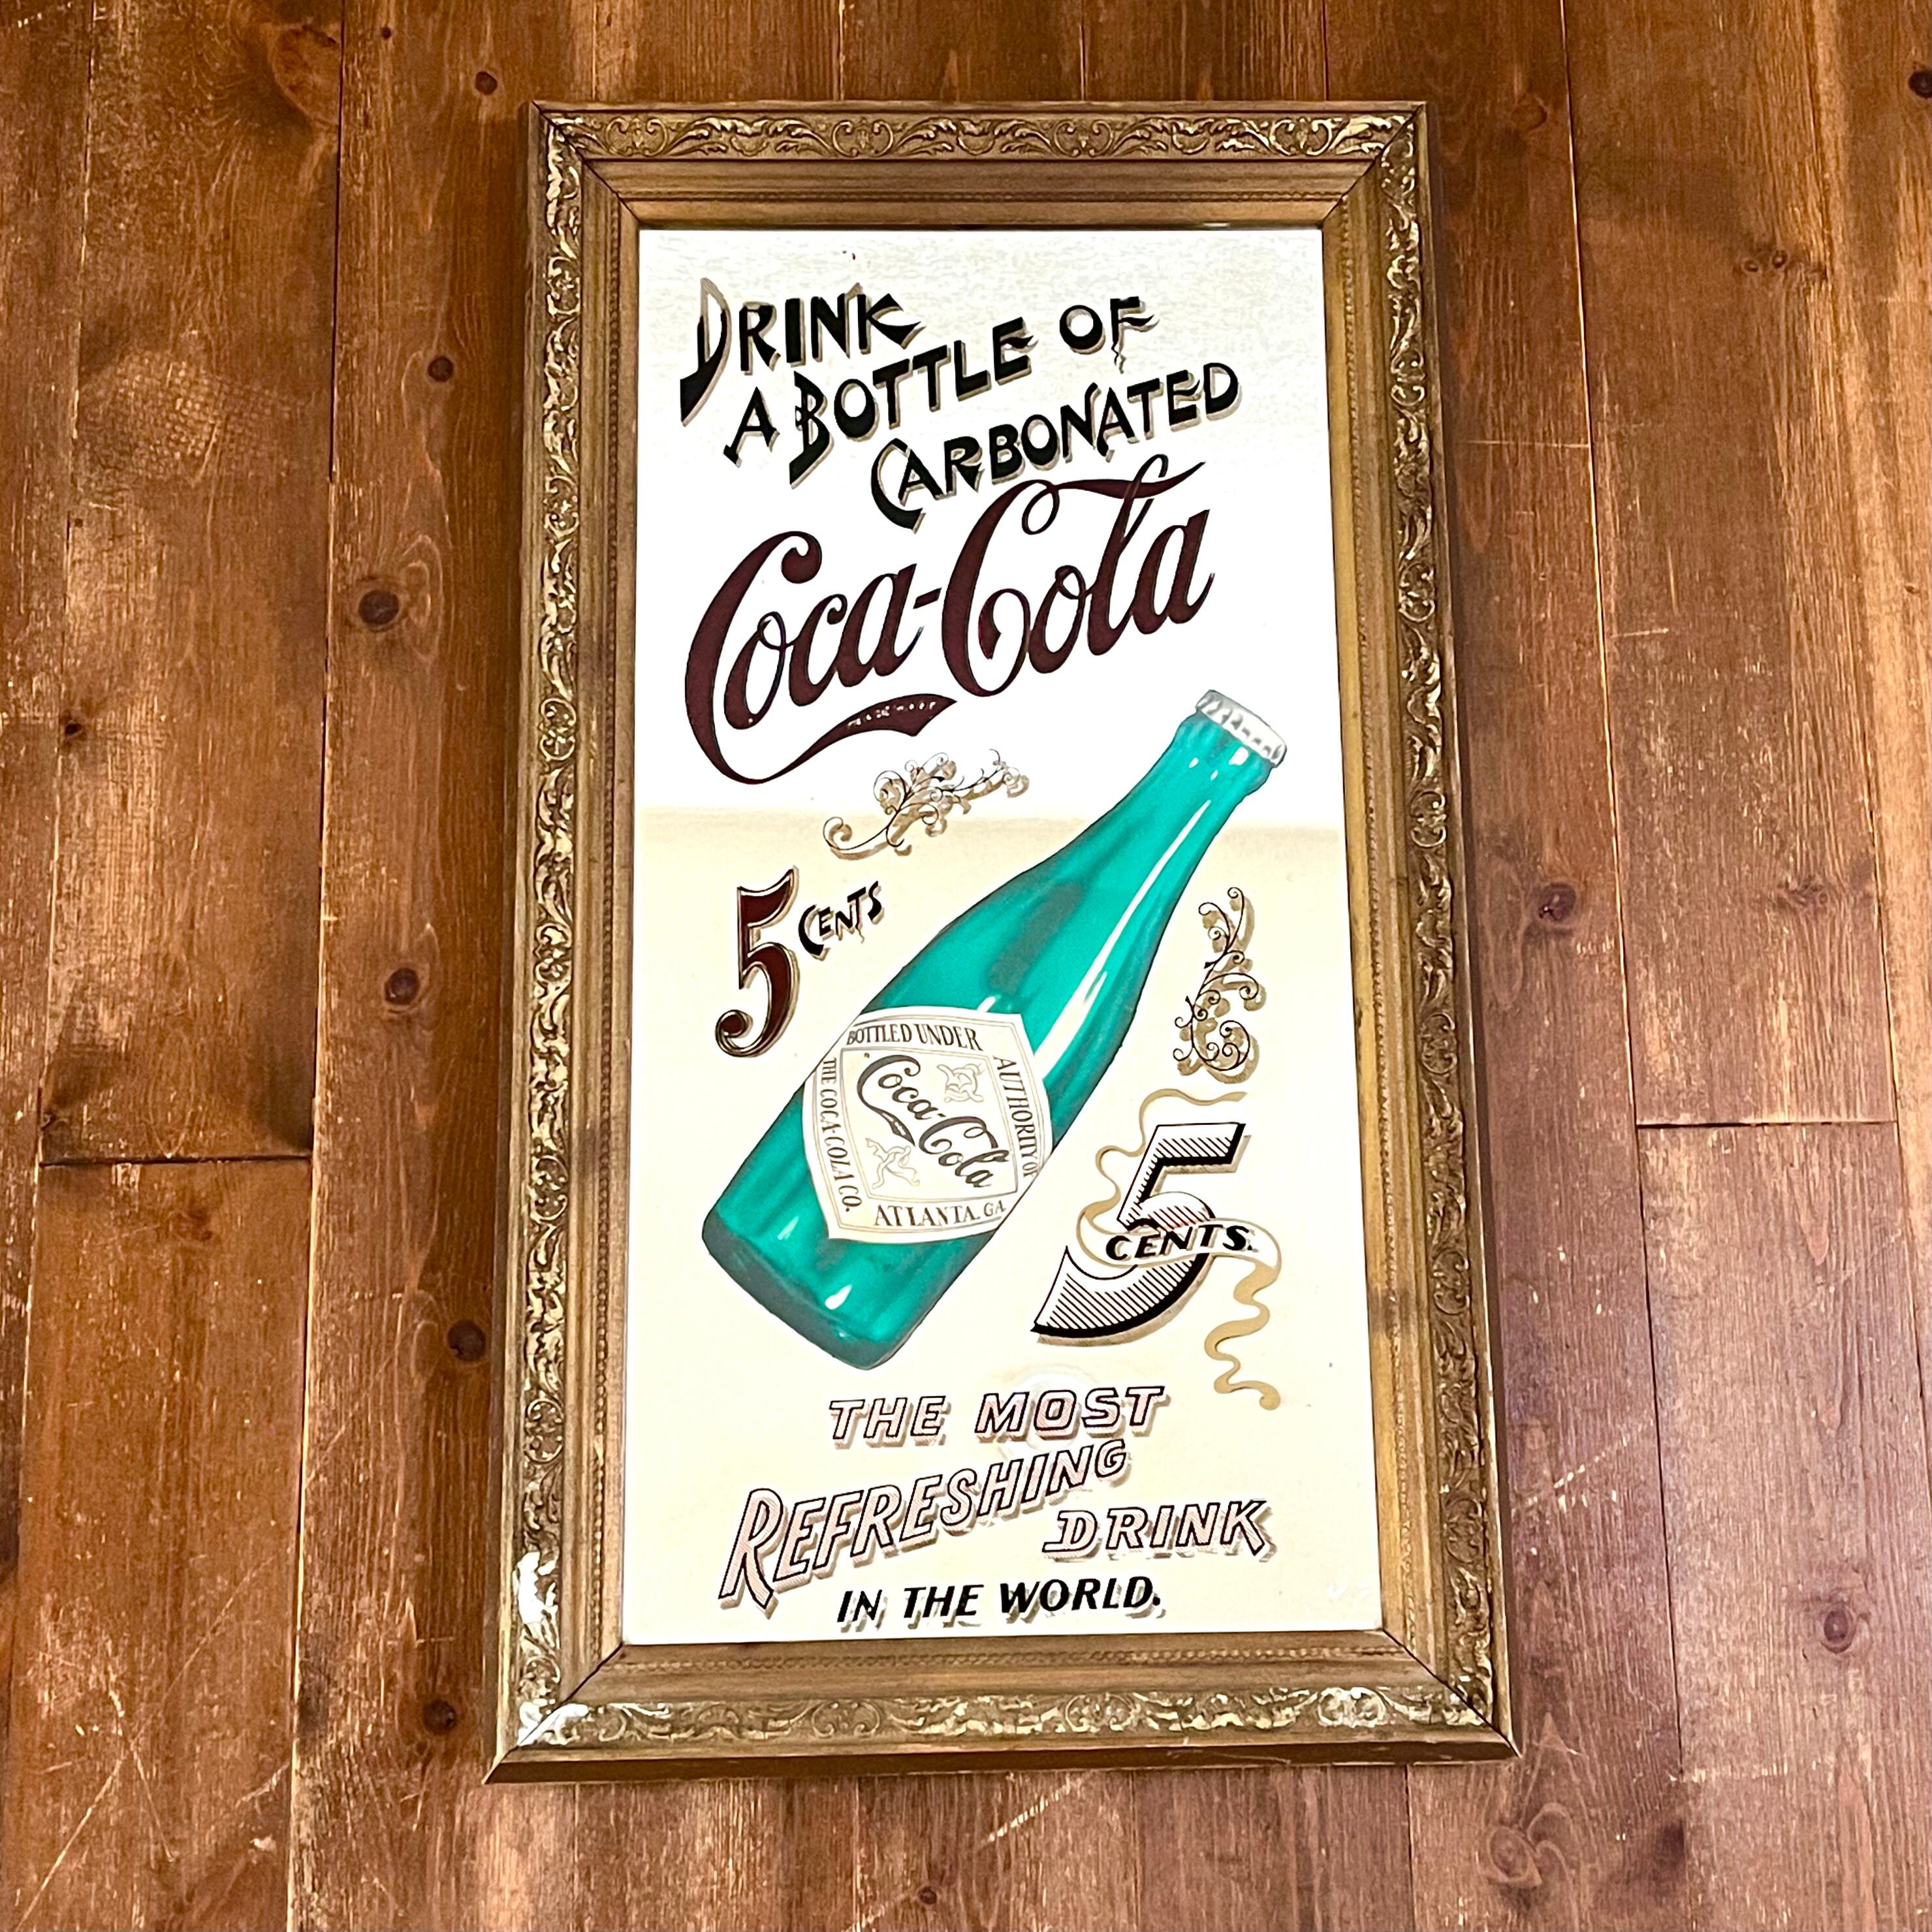 DRINK
A BOTTLE OF
CARBONATED
Coca-Cola
5 CENTS
BOTTLED UNDER
AUTHORITY OF
THE COCA-COLA CO.
Coca-Cola
ATLANTA. GA
5
CENTS.
THE MOST
REFRESHING
DRINK
IN THE WORLD.